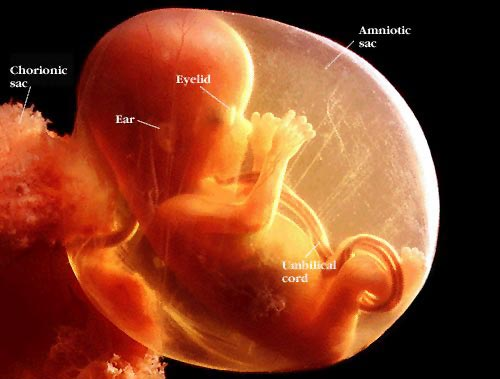 Amniotic
sac
Chorionic
sac
Eyelid
Ear
Umbilical
cord